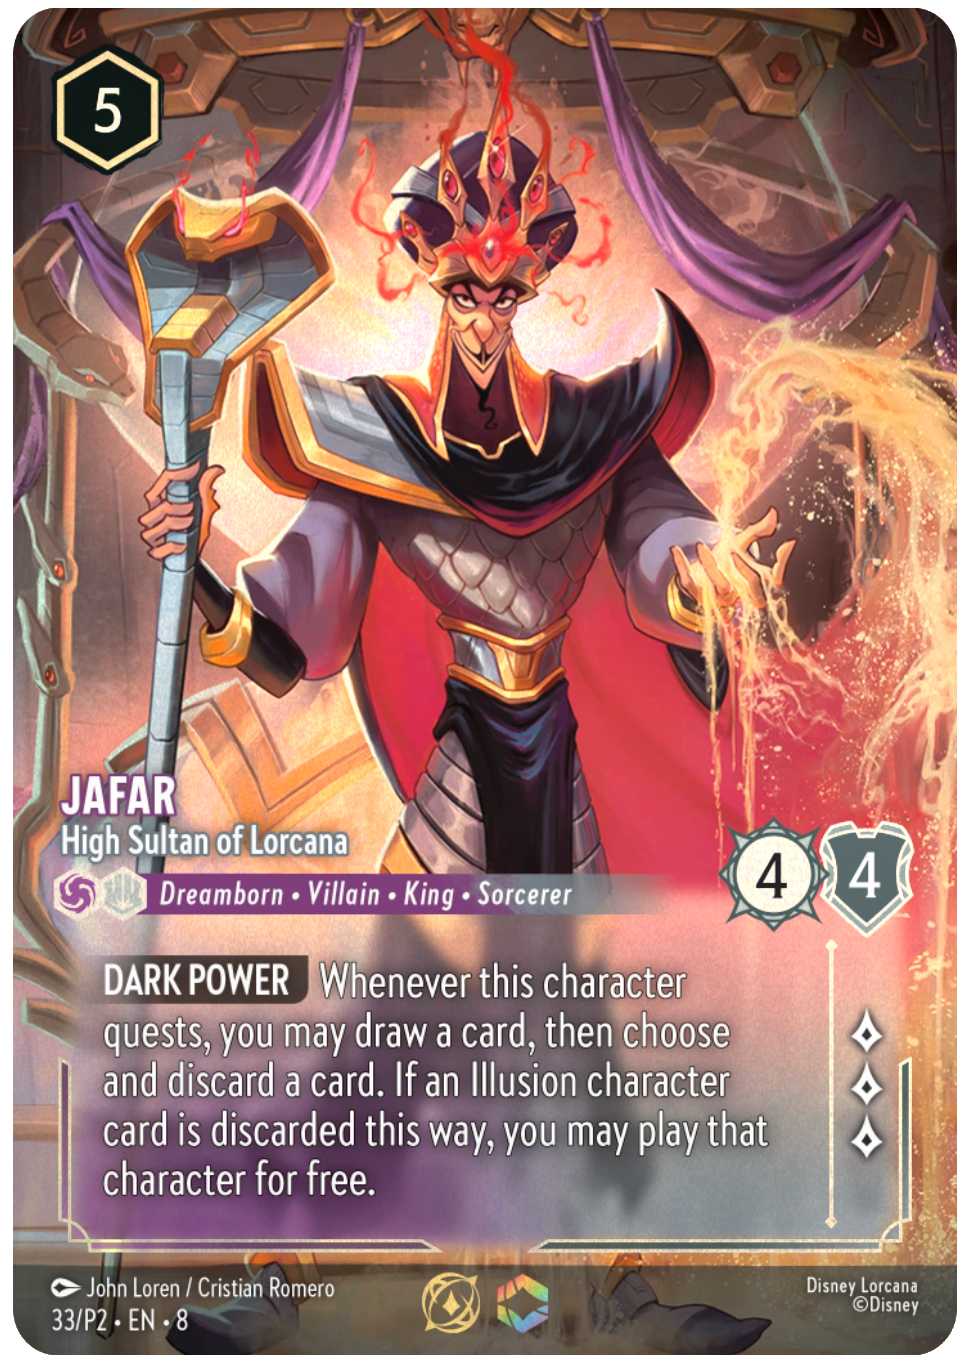 5
JAFAR
High Sultan of Lorcana
Dreamborn • Villain • King • Sorcerer
4
4
DARK POWER Whenever this character
quests, you may draw a card, then choose
and discard a card. If an Illusion character
card is discarded this way, you may play that
character for free.
John Loren / Cristian Romero
33/P2 • EN • 8
Disney Lorcana
©Disney